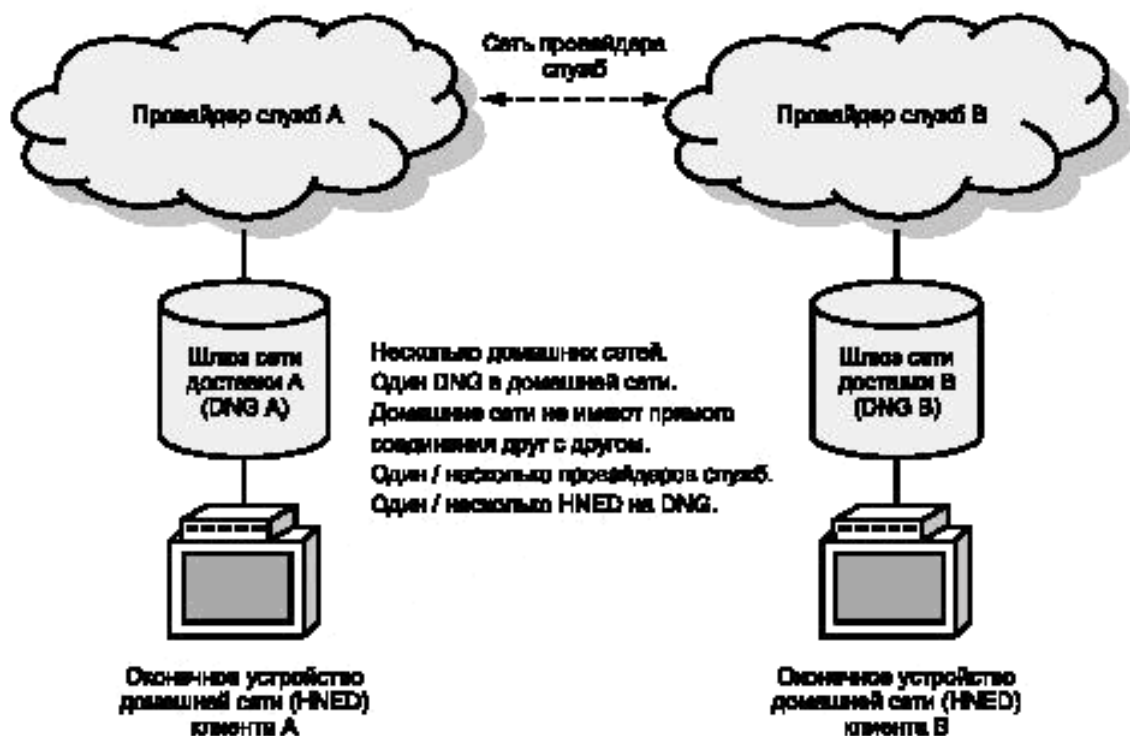 Сеть провайдера
служб
Провайдер служб A
Провайдер служб B
Шлюз сети
доставки A
(DNG A)
Несколько домашних сетей.
Один DNG в домашней сети.
Домашние сети не имеют прямого
соединения друг с другом.
Один / несколько провайдеров служб.
Один / несколько HNED на DNG.
Шлюз сети
доставки B
(DNG B)
Оконечное устройство
домашней сети (HNED)
клиента A
Оконечное устройство
домашней сети (HNED)
клиента B